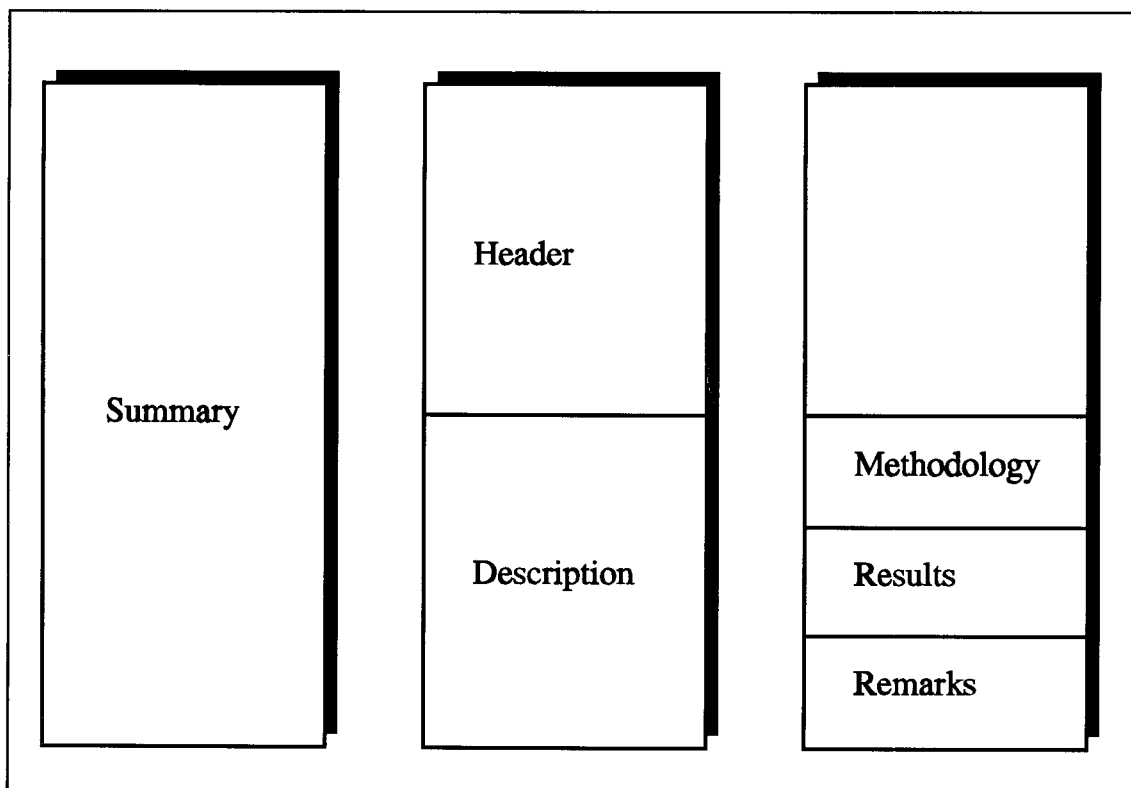 Summary
Header
Description
Methodology
Results
Remarks